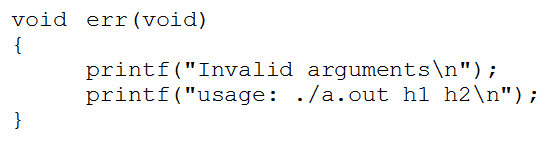 void err(void)
{
     printf("Invalid arguments\n");
     printf("usage: ./a.out h1 h2\n");
}